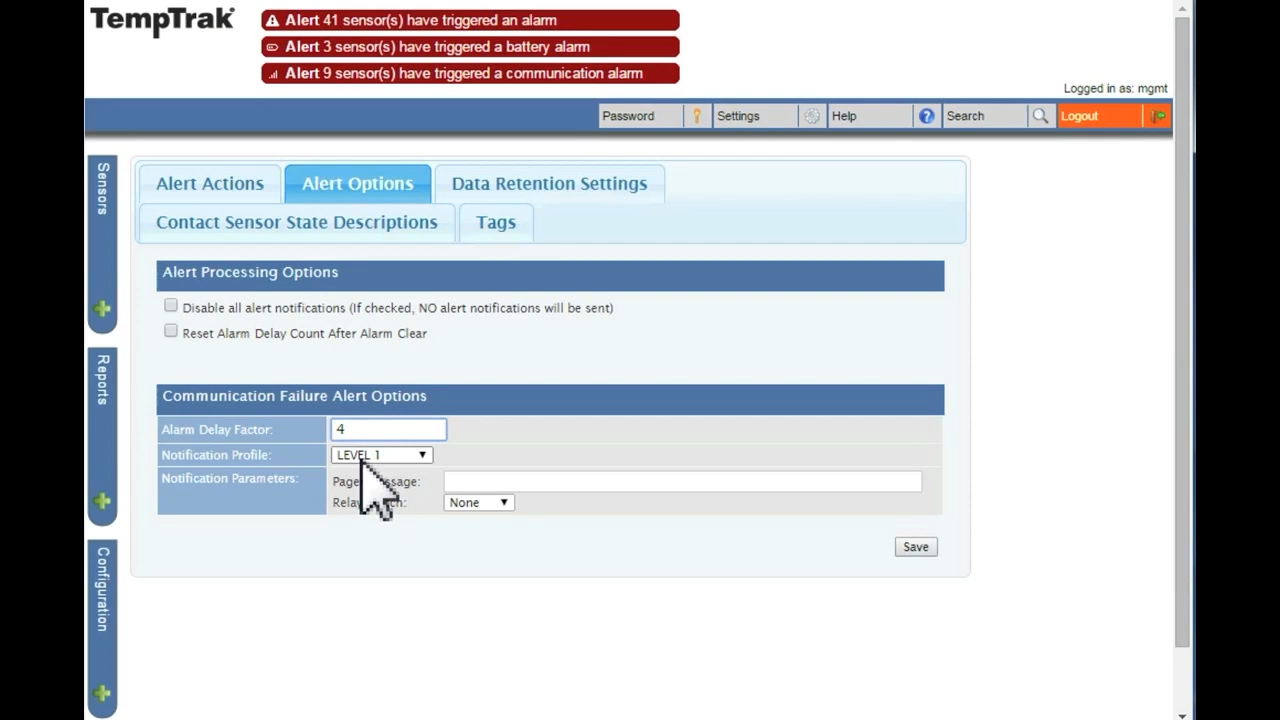 TempTrak
Alert 41 sensor(s) have triggered an alarm
Alert 3 sensor(s) have triggered a battery alarm
Alert 9 sensor(s) have triggered a communication alarm
Logged in as: mgmt
Password Settings Help Search Logout
Sensors
Reports
Configuration
Alert Actions Alert Options Data Retention Settings
Contact Sensor State Descriptions Tags
Alert Processing Options
Disable all alert notifications (If checked, NO alert notifications will be sent)
Reset Alarm Delay Count After Alarm Clear
Communication Failure Alert Options
Alarm Delay Factor: 4
Notification Profile: LEVEL 1
Notification Parameters:
None
Save